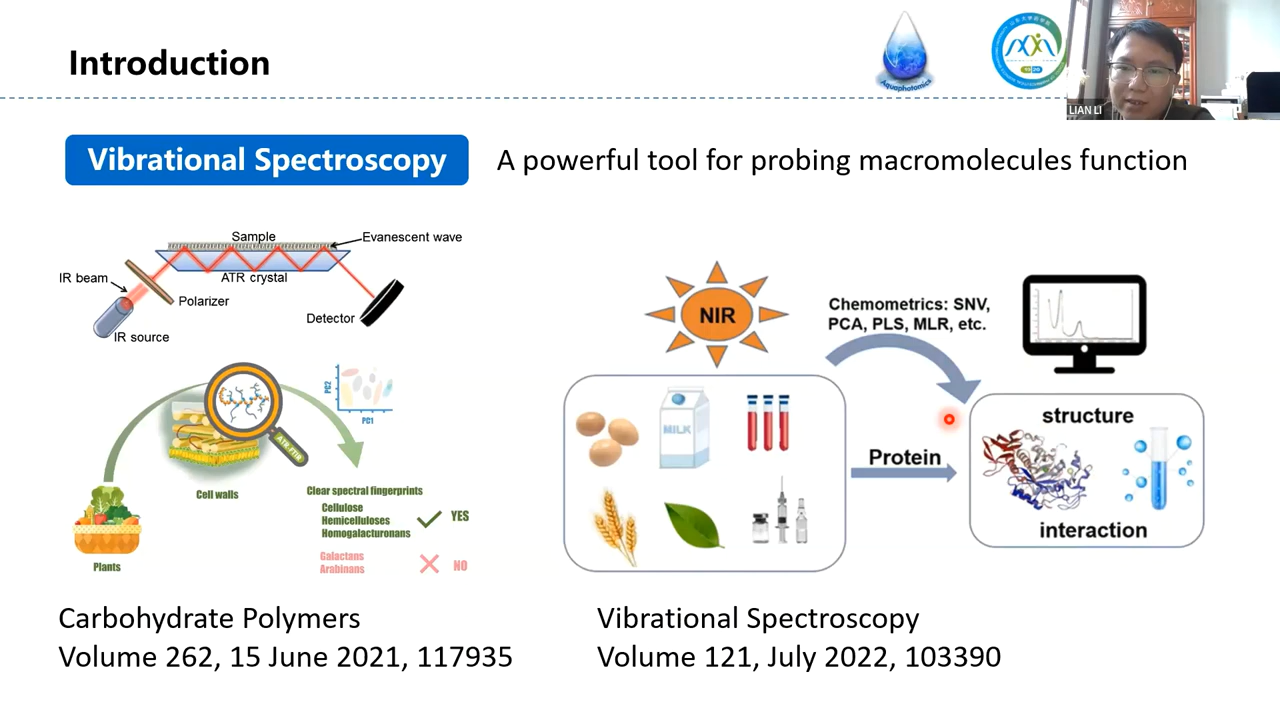 Introduction
Aquaphotomics
LIAN LI
Vibrational Spectroscopy
A powerful tool for probing macromolecules function
Sample
Evanescent wave
IR beam
ATR crystal
Polarizer
Detector
IR source
PC2
PC1
ATR-FTIR
Cell walls
Plants
Clear spectral fingerprints
Cellulose
Hemicelluloses
Homogalacturonans
YES
Galactans
Arabinans
NO
NIR
Chemometrics: SNV,
PCA, PLS, MLR, etc.
MILK
Protein
structure
interaction
Carbohydrate Polymers
Volume 262, 15 June 2021, 117935
Vibrational Spectroscopy
Volume 121, July 2022, 103390